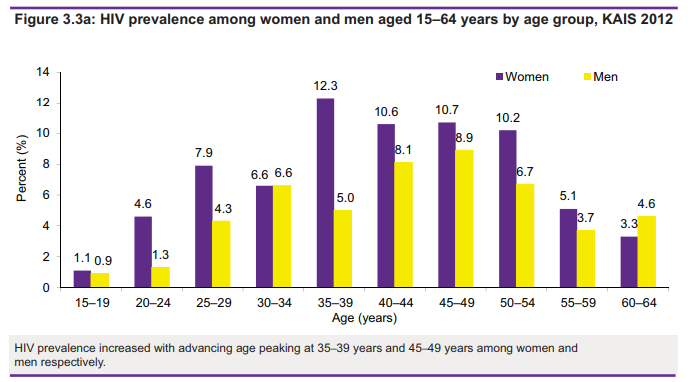 Figure 3.3a: HIV prevalence among women and men aged 15–64 years by age group, KAIS 2012
14
12
10
8
6
4
2
0
Percent (%)
Women
Men
1.1 0.9
4.6 1.3
7.9 4.3
6.6 6.6
12.3 5.0
10.6 8.1
10.7 8.9
10.2 6.7
5.1 3.7
3.3 4.6
15–19 20–24 25–29 30–34 35–39 40–44 45–49 50–54 55–59 60–64
Age (years)
HIV prevalence increased with advancing age peaking at 35–39 years and 45–49 years among women and
men respectively.